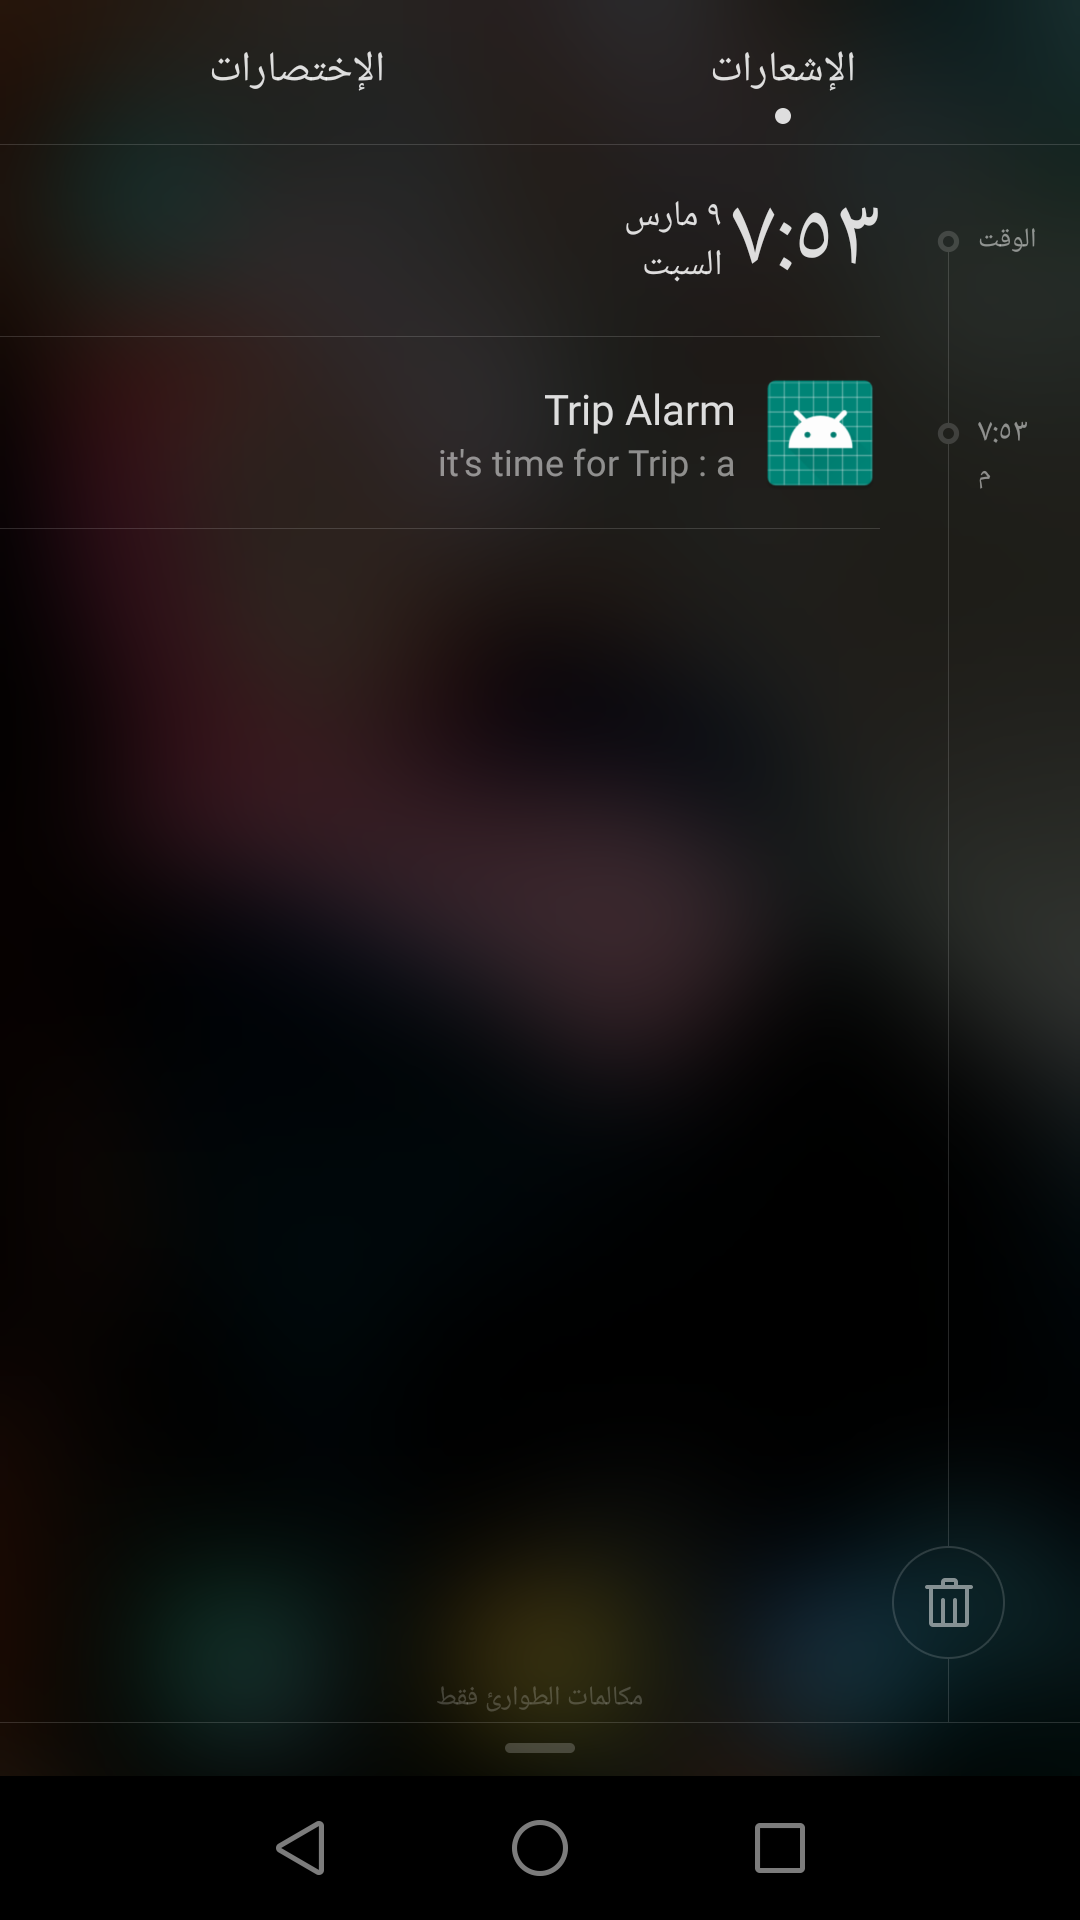 الإشعارات
الإختصارات
الوقت
٧:٥٣
٩ مارس
السبت
٧:٥٣
م
Trip Alarm
it's time for Trip : a
مكالمات الطوارئ فقط